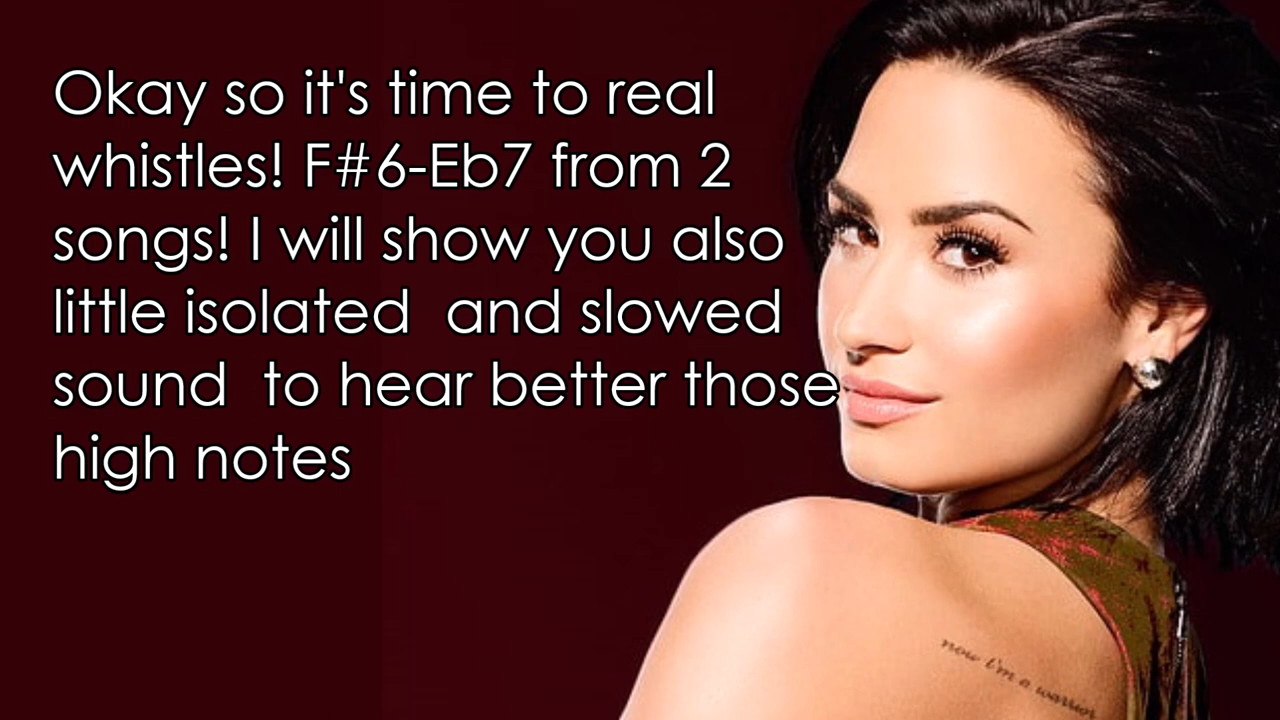 Okay so it's time to real
whistles! F#6-Eb7 from 2
songs! I will show you also
little isolated  and slowed
sound  to hear better those
high notes
now I'm a warrior